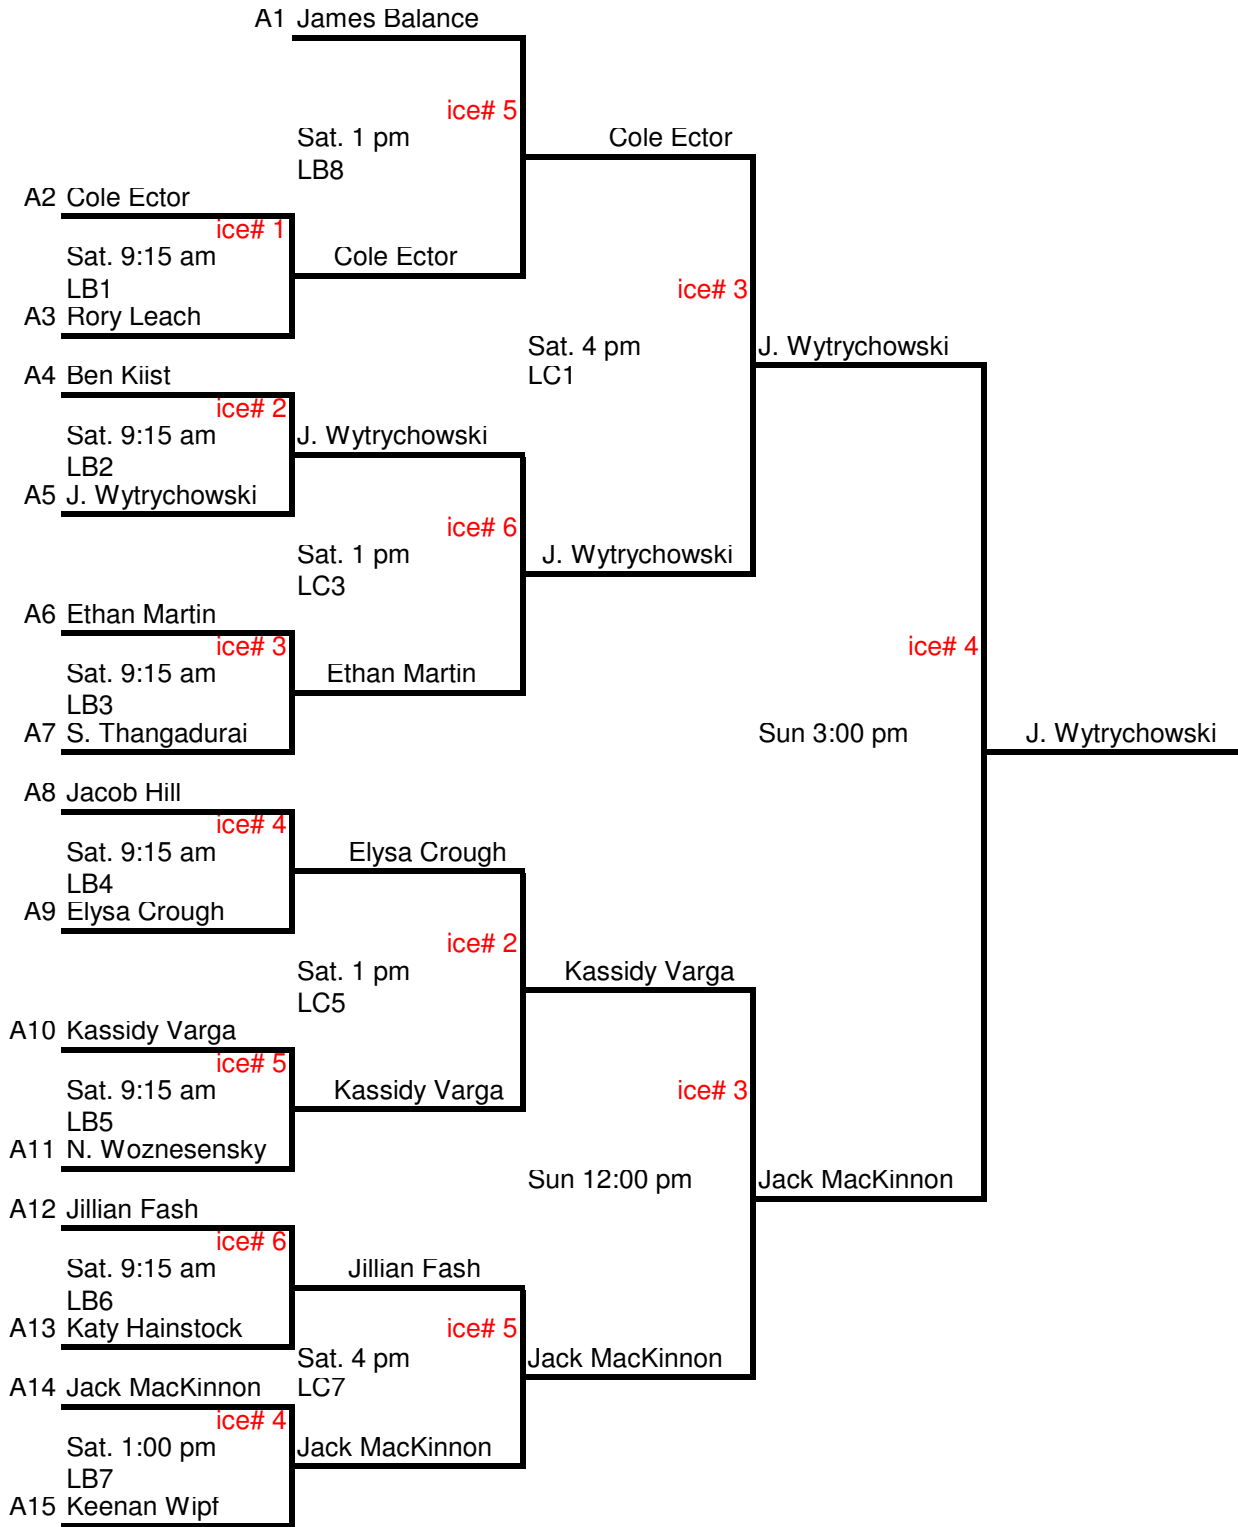 A1 James Balance
ice# 5
Sat. 1 pm
Cole Ector
LB8
A2 Cole Ector
ice# 1
Sat. 9:15 am
Cole Ector
LB1
ice# 3
A3 Rory Leach
Sat. 4 pm
J. Wytrychowski
LC1
A4 Ben Kiist
ice# 2
Sat. 9:15 am
J. Wytrychowski
LB2
A5 J. Wytrychowski
ice# 6
Sat. 1 pm
J. Wytrychowski
LC3
A6 Ethan Martin
ice# 3
ice# 4
Sat. 9:15 am
Ethan Martin
LB3
A7 S. Thangadurai
Sun 3:00 pm
J. Wytrychowski
A8 Jacob Hill
ice# 4
Sat. 9:15 am
Elysa Crough
LB4
A9 Elysa Crough
ice# 2
Sat. 1 pm
Kassidy Varga
LC5
A10 Kassidy Varga
ice# 5
Sat. 9:15 am
Kassidy Varga
ice# 3
LB5
A11 N. Woznesensky
Sun 12:00 pm
Jack MacKinnon
A12 Jillian Fash
ice# 6
Sat. 9:15 am
Jillian Fash
LB6
A13 Katy Hainstock
ice# 5
Sat. 4 pm
Jack MacKinnon
LC7
A14 Jack MacKinnon
ice# 4
Sat. 1:00 pm
Jack MacKinnon
LB7
A15 Keenan Wipf